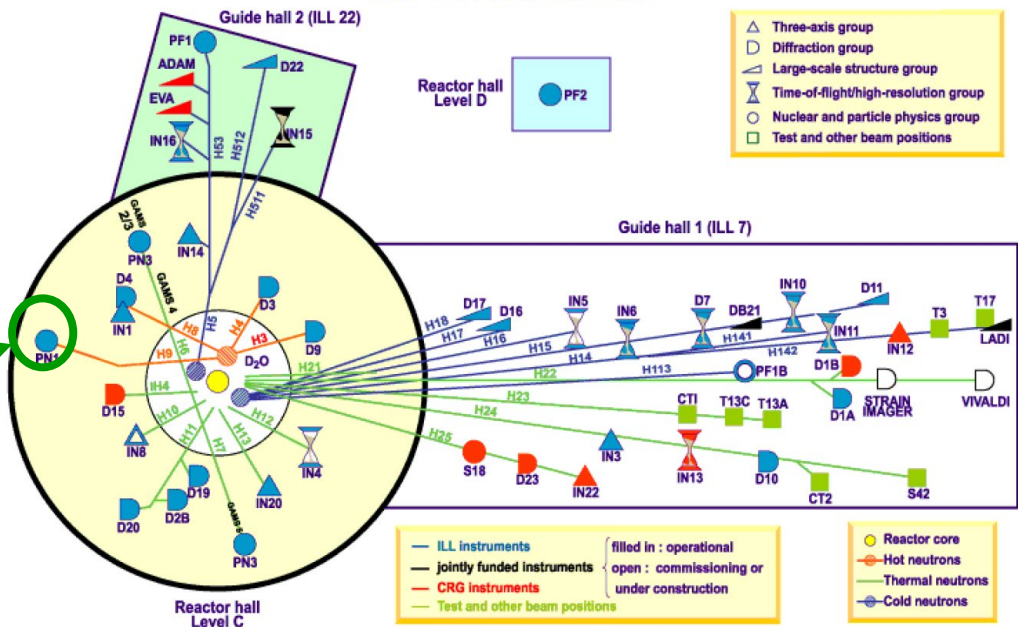 Guide hall 2 (ILL 22)
PF1
ADAM
EVA
IN16
D22
IN15
H53
H512
H511
Reactor hall
Level D
PF2
Three-axis group
Diffraction group
Large-scale structure group
Time-of-flight/high-resolution group
Nuclear and particle physics group
Test and other beam positions
GAMS
2/3
PN3
GAMS 4
IN14
D4
IN1
D3
D9
PN1
H5
H4
H3
H8
H6
H9
D2O
H21
D15
IH4
H10
IN8
H11
H7
H13
H12
IN4
D19
D2B
D20
IN20
GAMS5
PN3
Reactor hall
Level C
Guide hall 1 (ILL 7)
D17
D16
IN5
IN6
D7
DB21
IN10
D11
IN11
IN12
T3
T17
LADI
H18
H17
H16
H15
H14
H141
H142
H113
H22
PF1B
D1B
D1A
STRAIN
IMAGER
VIVALDI
H23
CTI
T13C
T13A
H24
H25
S18
D23
IN22
IN3
IN13
D10
CT2
S42
ILL instruments
jointly funded instruments
CRG instruments
Test and other beam positions
filled in : operational
open : commissioning or
under construction
Reactor core
Hot neutrons
Thermal neutrons
Cold neutrons